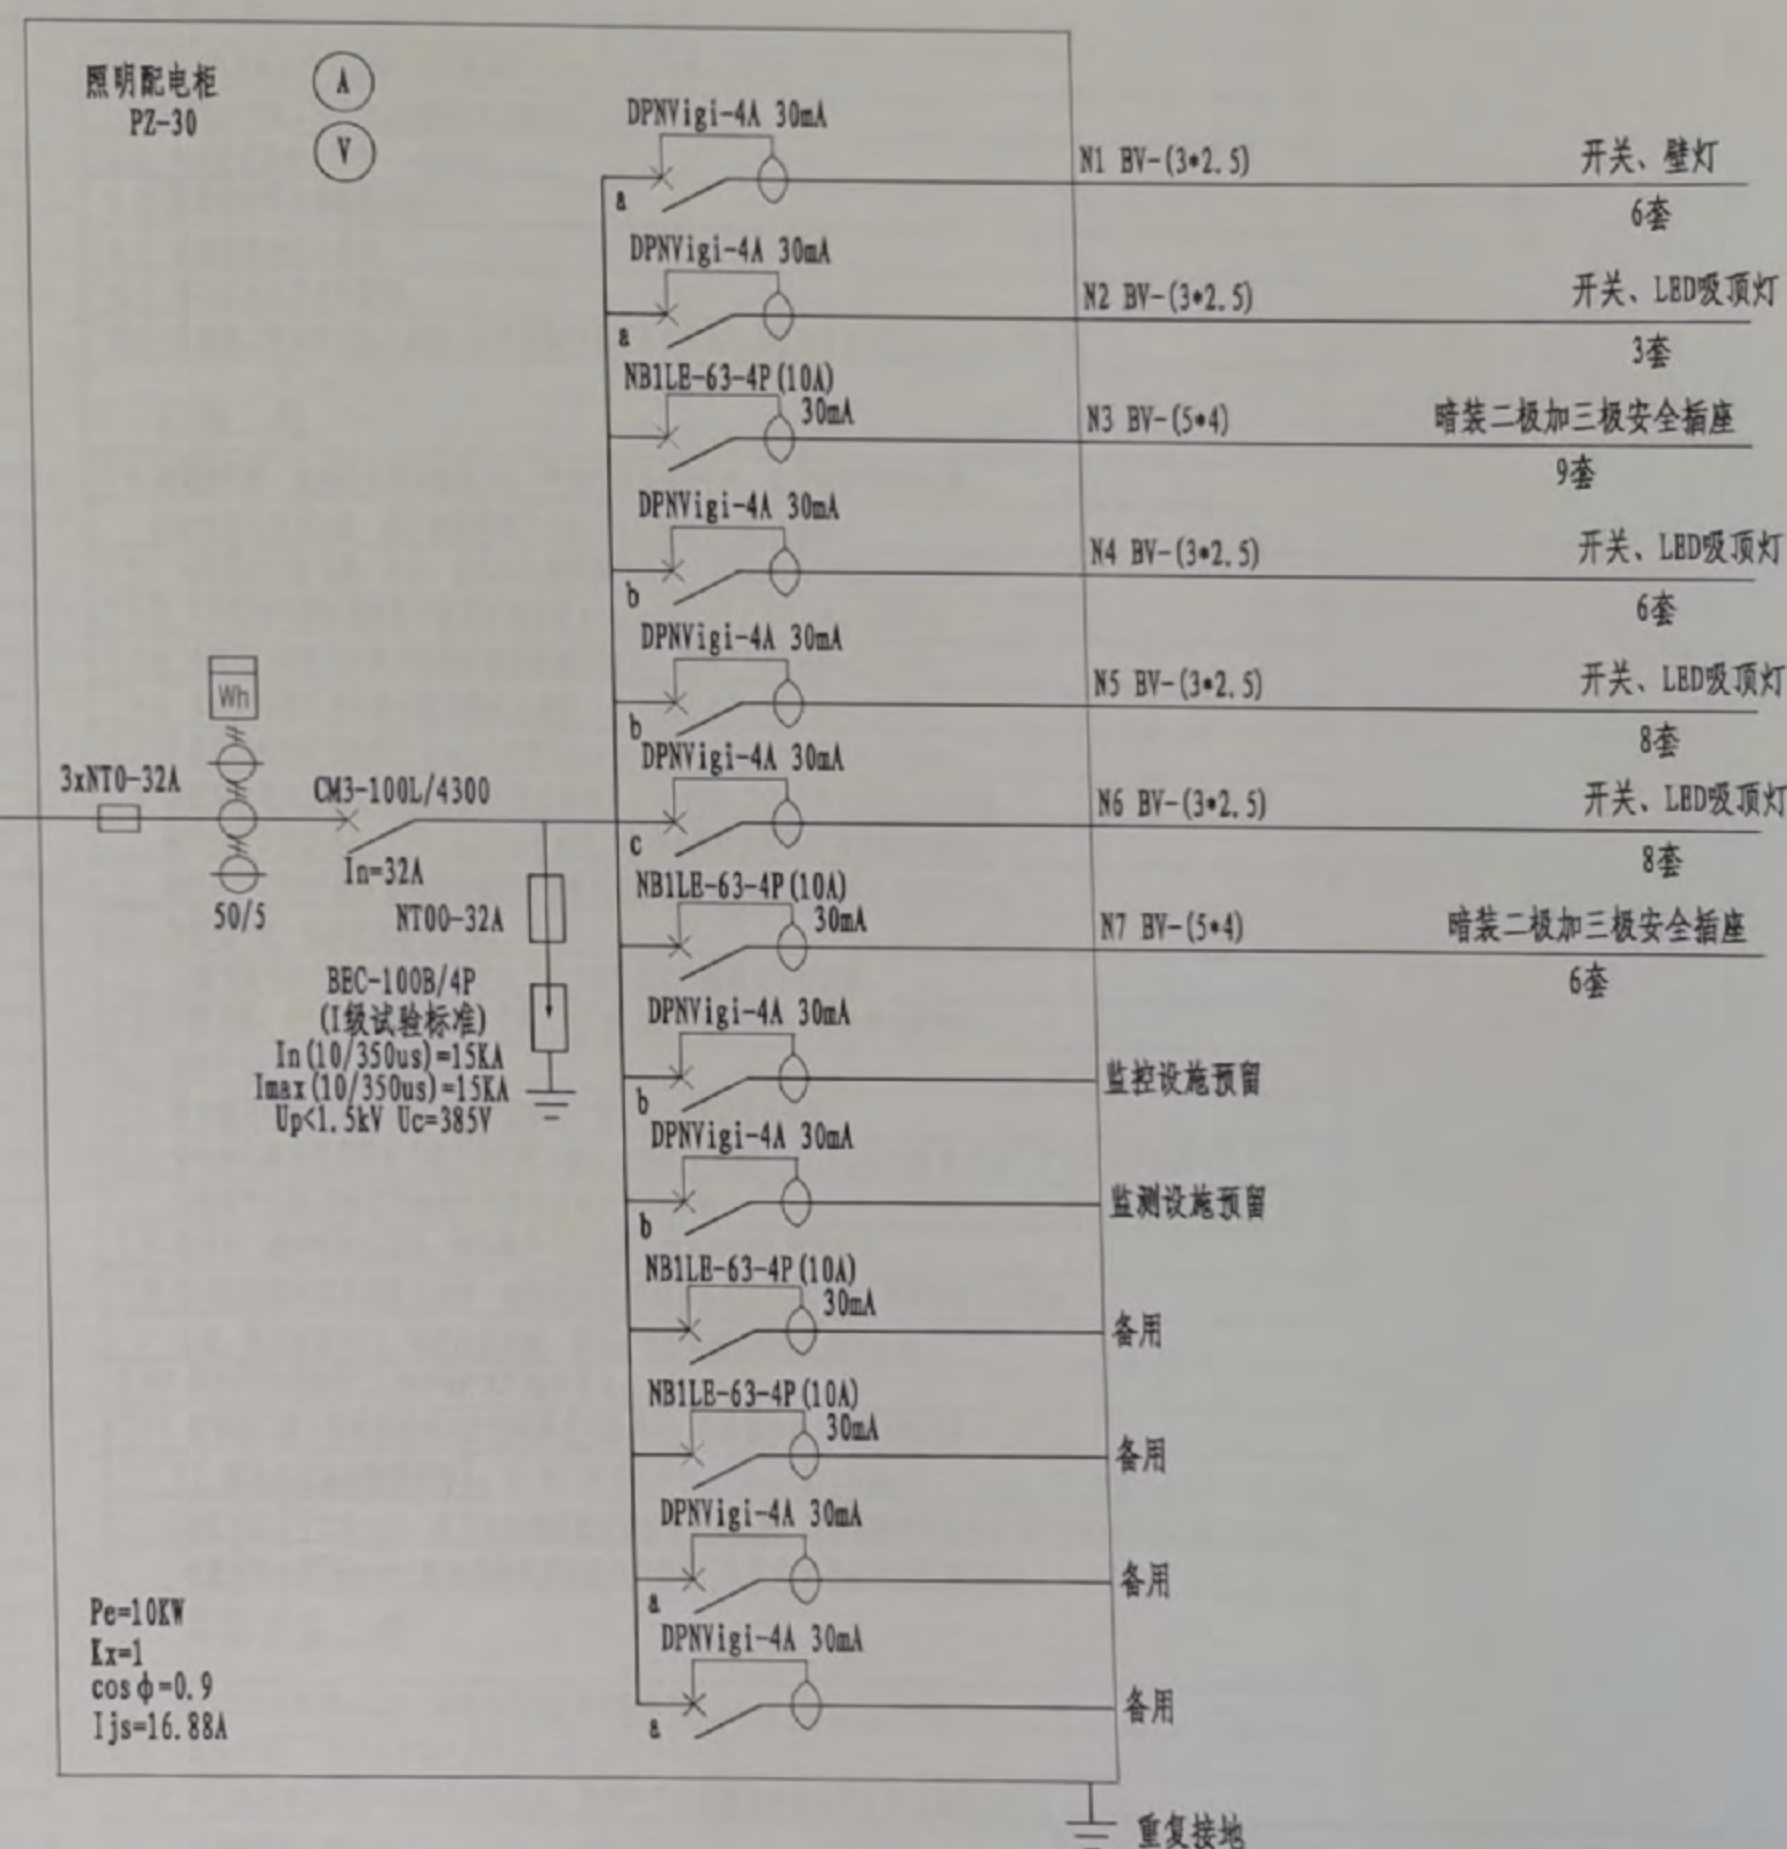 照明配电柜
PZ-30
A
V
DPNVigi-4A 30mA
a
N1 BV-(3*2.5)
开关、壁灯
6套
DPNVigi-4A 30mA
a
N2 BV-(3*2.5)
开关、LED吸顶灯
3套
NB1LE-63-4P(10A)
30mA
N3 BV-(5*4)
暗装二极加三极安全插座
9套
DPNVigi-4A 30mA
b
N4 BV-(3*2.5)
开关、LED吸顶灯
6套
DPNVigi-4A 30mA
b
N5 BV-(3*2.5)
开关、LED吸顶灯
8套
Wh
3xNT0-32A
50/5
CM3-100L/4300
In=32A
NT00-32A
BEC-100B/4P
(I级试验标准)
In(10/350us)=15KA
Imax(10/350us)=15KA
Up<1.5kV Uc=385V
DPNVigi-4A 30mA
c
N6 BV-(3*2.5)
开关、LED吸顶灯
8套
NB1LE-63-4P(10A)
30mA
N7 BV-(5*4)
暗装二极加三极安全插座
6套
DPNVigi-4A 30mA
b
监控设施预留
DPNVigi-4A 30mA
b
监测设施预留
NB1LE-63-4P(10A)
30mA
备用
NB1LE-63-4P(10A)
30mA
备用
DPNVigi-4A 30mA
a
备用
DPNVigi-4A 30mA
a
备用
Pe=10KW
Kx=1
cosϕ=0.9
Ijs=16.88A
重复接地